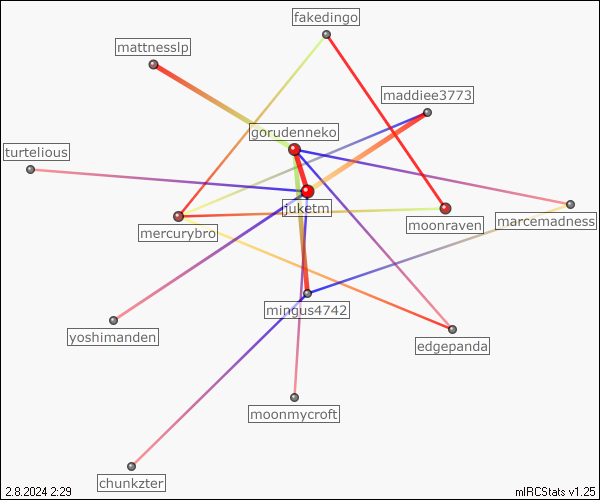 fakedingo
mattnesslp
maddiee3773
gorudenneko
turtelious
juketm
marcemadness
moonraven
mercurybro
mingus4742
yoshimanden
edgepanda
moonmycroft
chunkzter
2.8.2024 2:29
mIRCStats v1.25